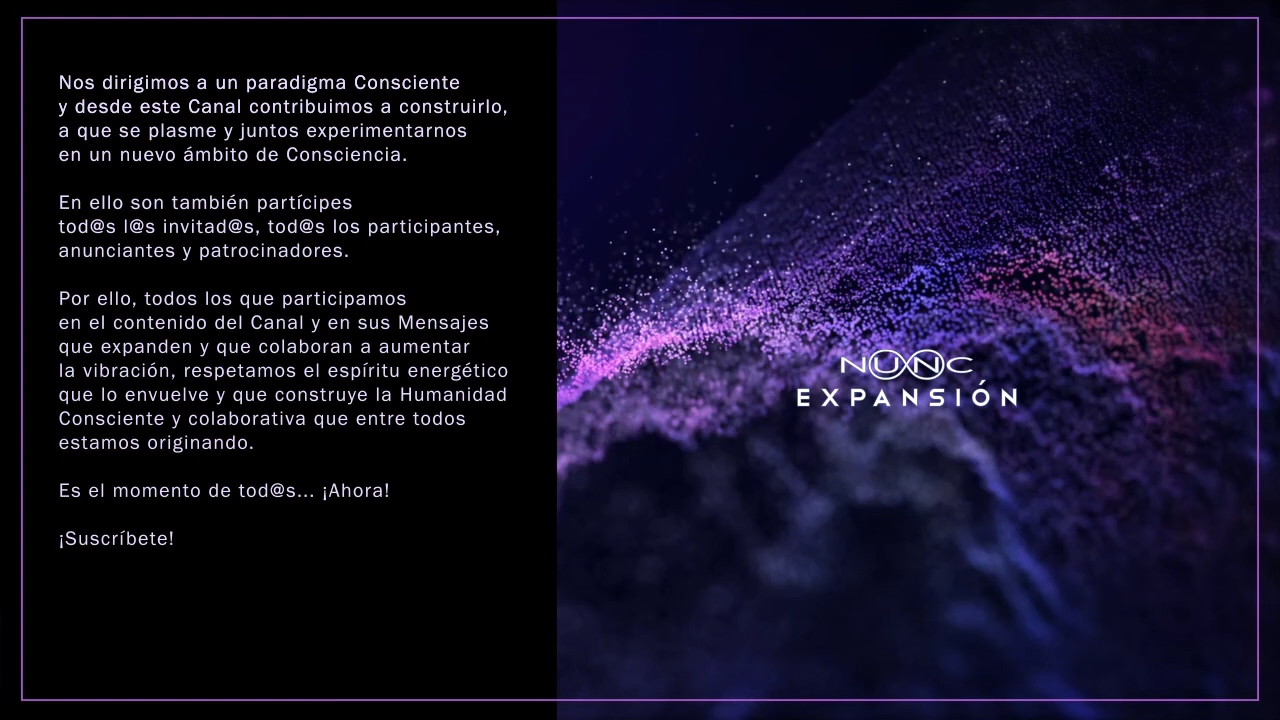 Nos dirigimos a un paradigma Consciente
y desde este Canal contribuimos a construirlo,
a que se plasme y juntos experimentarnos
en un nuevo ámbito de Consciencia.
En ello son también partícipes
tod@s l@s invitad@s, tod@s los participantes,
anunciantes y patrocinadores.
Por ello, todos los que participamos
en el contenido del Canal y en sus Mensajes
que expanden y que colaboran a aumentar
la vibración, respetamos el espíritu energético
que lo envuelve y que construye la Humanidad
Consciente y colaborativa que entre todos
estamos originando.
Es el momento de tod@s... ¡Ahora!
¡Suscríbete!
NUNC
EXPANSIÓN